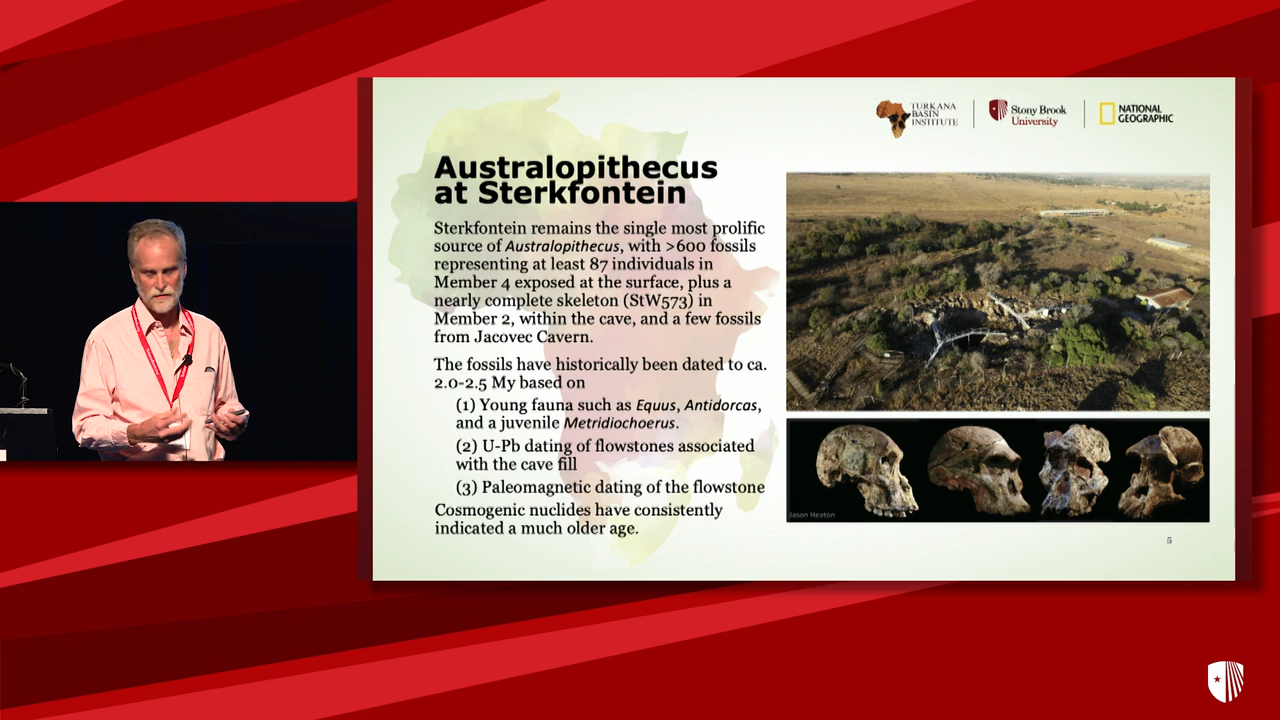 TURKANA
BASIN
INSTITUTE
Stony Brook
University
NATIONAL
GEOGRAPHIC
Australopithecus
at Sterkfontein
Sterkfontein remains the single most prolific
source of Australopithecus, with >600 fossils
representing at least 87 individuals in
Member 4 exposed at the surface, plus a
nearly complete skeleton (StW573) in
Member 2, within the cave, and a few fossils
from Jacovec Cavern.
The fossils have historically been dated to ca.
2.0-2.5 My based on
(1) Young fauna such as Equus, Antidorcas,
and a juvenile Metridiochoerus.
(2) U-Pb dating of flowstones associated
with the cave fill
(3) Paleomagnetic dating of the flowstone
Cosmogenic nuclides have consistently
indicated a much older age.
Jason Heaton
5